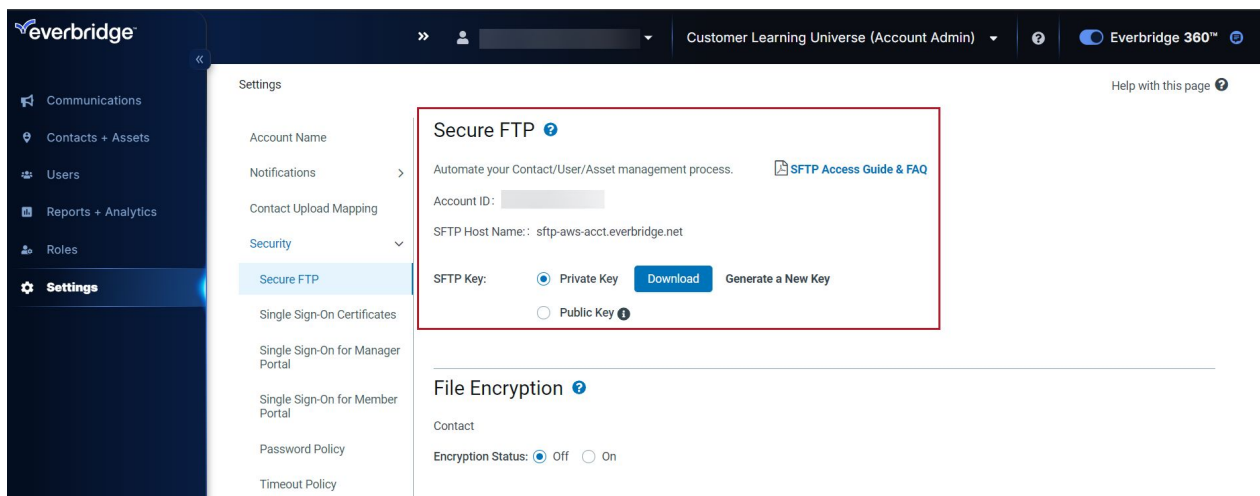 everbridge™
»
Customer Learning Universe (Account Admin)
Everbridge 360™
«
Communications
Contacts + Assets
Users
Reports + Analytics
Roles
Settings
Settings
Help with this page
Account Name
Notifications
Contact Upload Mapping
Security
Secure FTP
Single Sign-On Certificates
Single Sign-On for Manager
Portal
Single Sign-On for Member
Portal
Password Policy
Timeout Policy
Secure FTP
Automate your Contact/User/Asset management process. SFTP Access Guide & FAQ
Account ID:
SFTP Host Name:: sftp-aws-acct.everbridge.net
SFTP Key: Private Key Download Generate a New Key
Public Key
File Encryption
Contact
Encryption Status: Off On